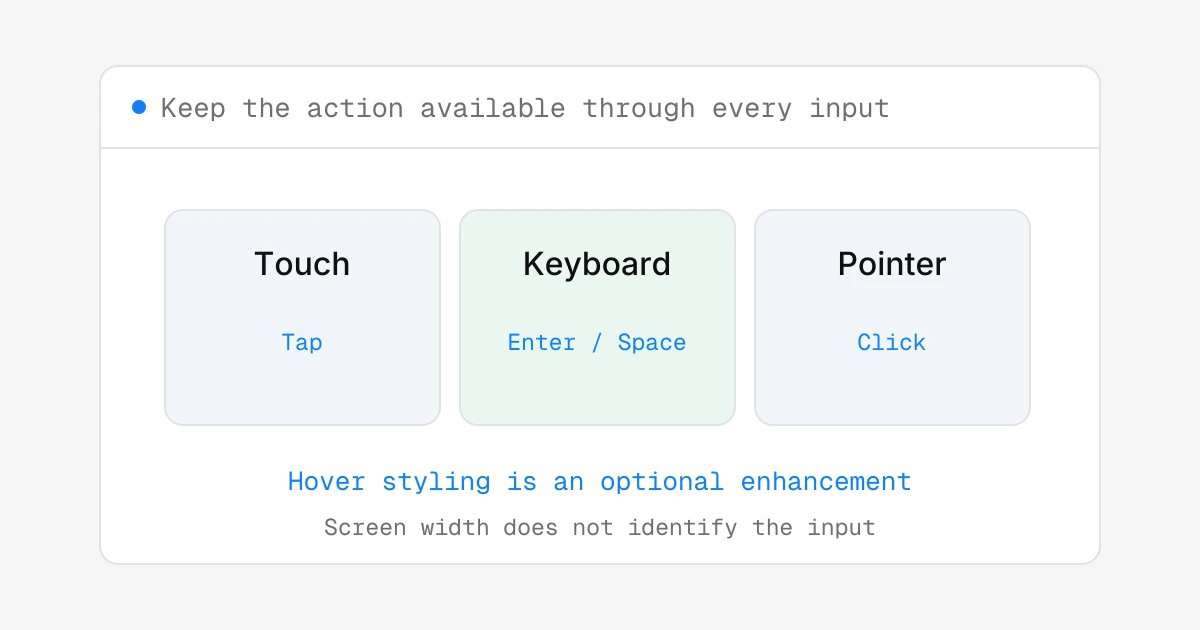 Keep the action available through every input
Touch
Keyboard
Pointer
Tap
Enter / Space
Click
Hover styling is an optional enhancement
Screen width does not identify the input